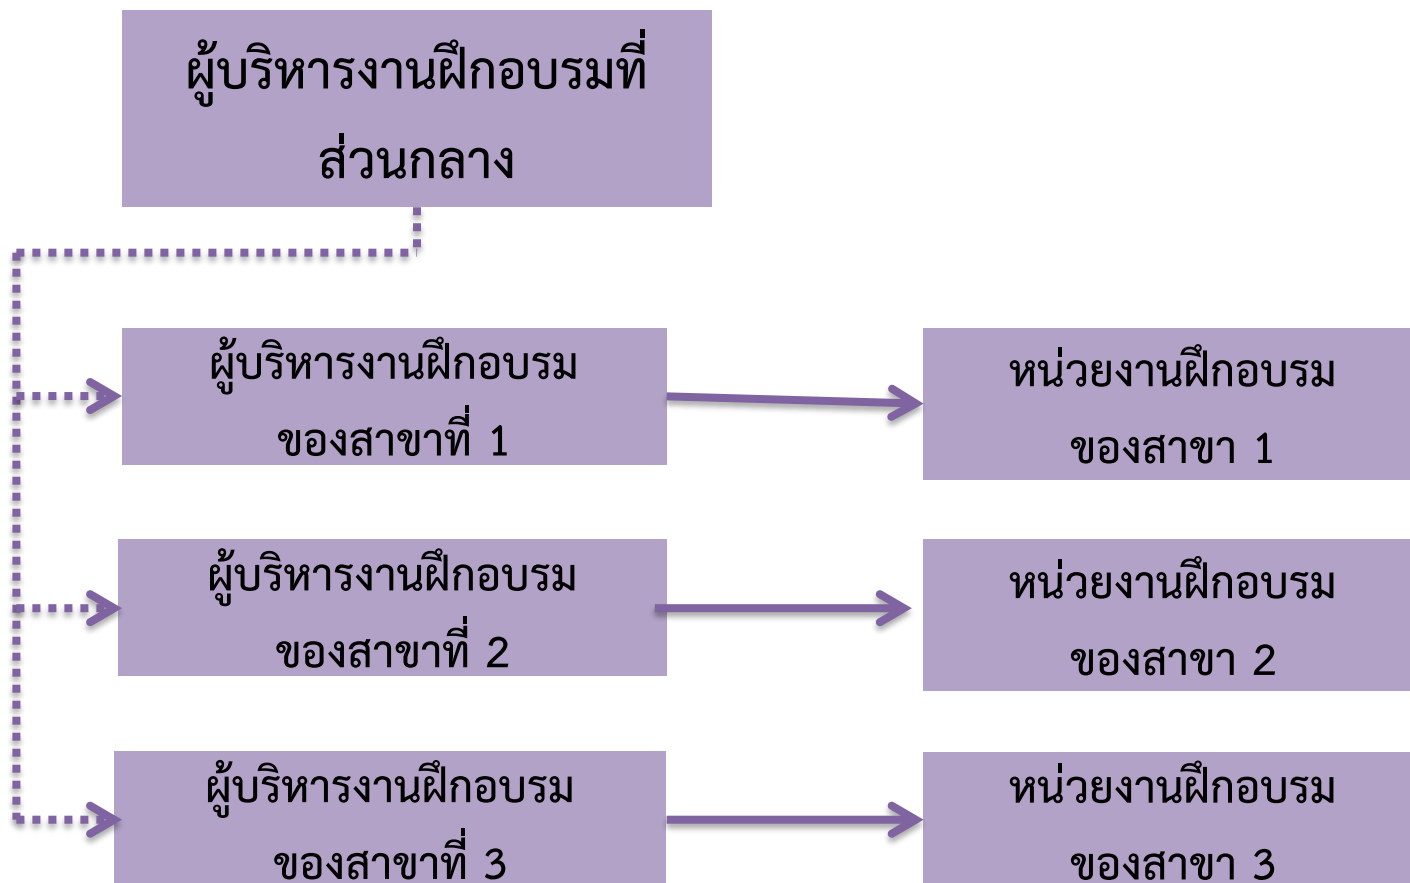 ผู้บริหารงานฝึกอบรมที่
ส่วนกลาง
ผู้บริหารงานฝึกอบรม
ของสาขาที่ 1
หน่วยงานฝึกอบรม
ของสาขา 1
ผู้บริหารงานฝึกอบรม
ของสาขาที่ 2
หน่วยงานฝึกอบรม
ของสาขา 2
ผู้บริหารงานฝึกอบรม
ของสาขาที่ 3
หน่วยงานฝึกอบรม
ของสาขา 3